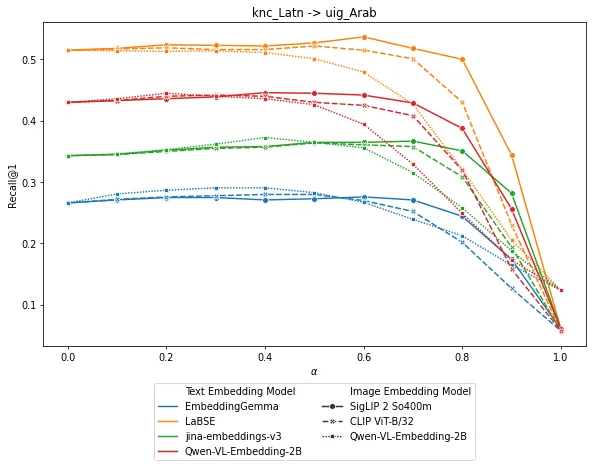 knc_Latn -> uig_Arab
Recall@1
0.5
0.4
0.3
0.2
0.1
0.0 0.2 0.4 0.6 0.8 1.0
α
Text Embedding Model
EmbeddingGemma
LaBSE
jina-embeddings-v3
Qwen-VL-Embedding-2B
Image Embedding Model
SigLIP 2 So400m
CLIP ViT-B/32
Qwen-VL-Embedding-2B